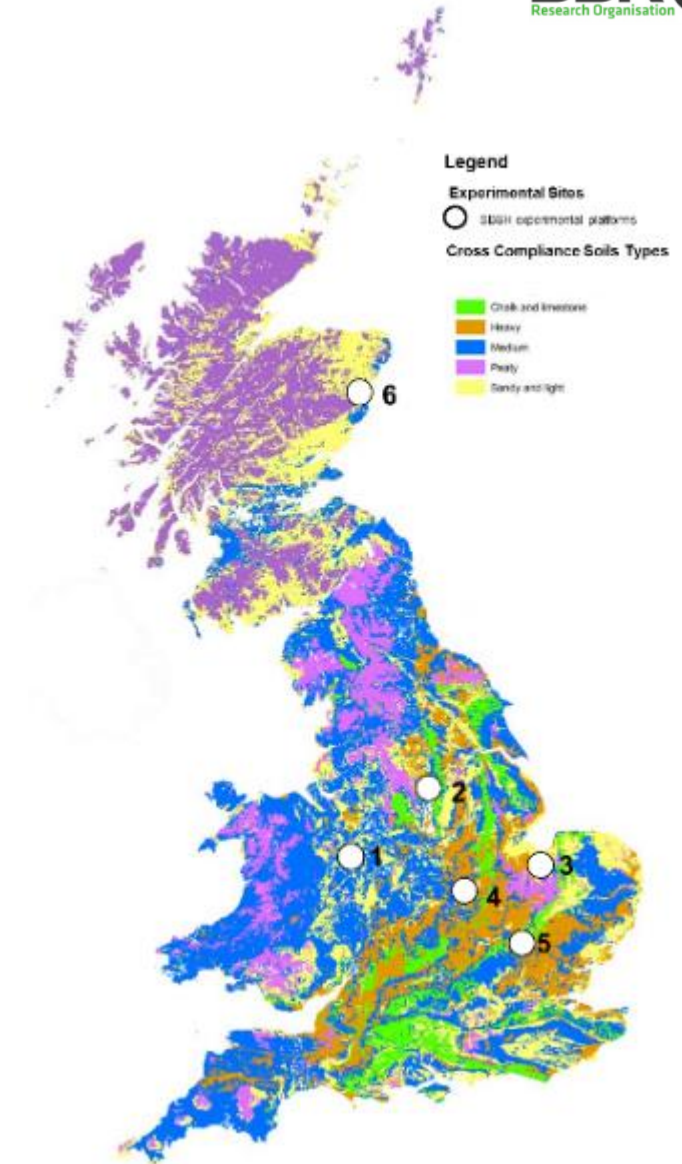 Research Organisation
Legend
Experimental Sites
experimental platforms
Cross Compliance Soils Types
Chalk and limestone
Heavy
Medium
Peaty
Sandy and light
6
2
1
3
4
5